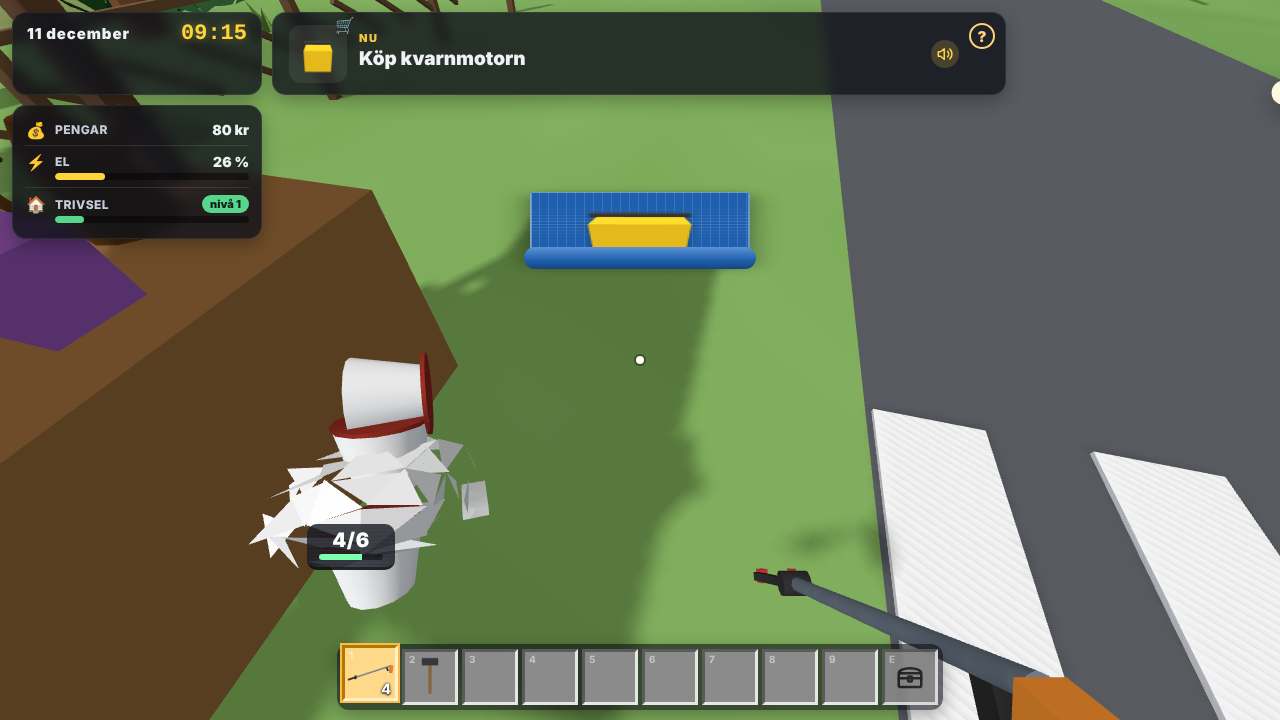 11 december 09:15
NU
Köp kvarnmotorn
?
PENGAR 80 kr
EL 26 %
TRIVSEL nivå 1
4/6
1 2 3 4 5 6 7 8 9 E
4